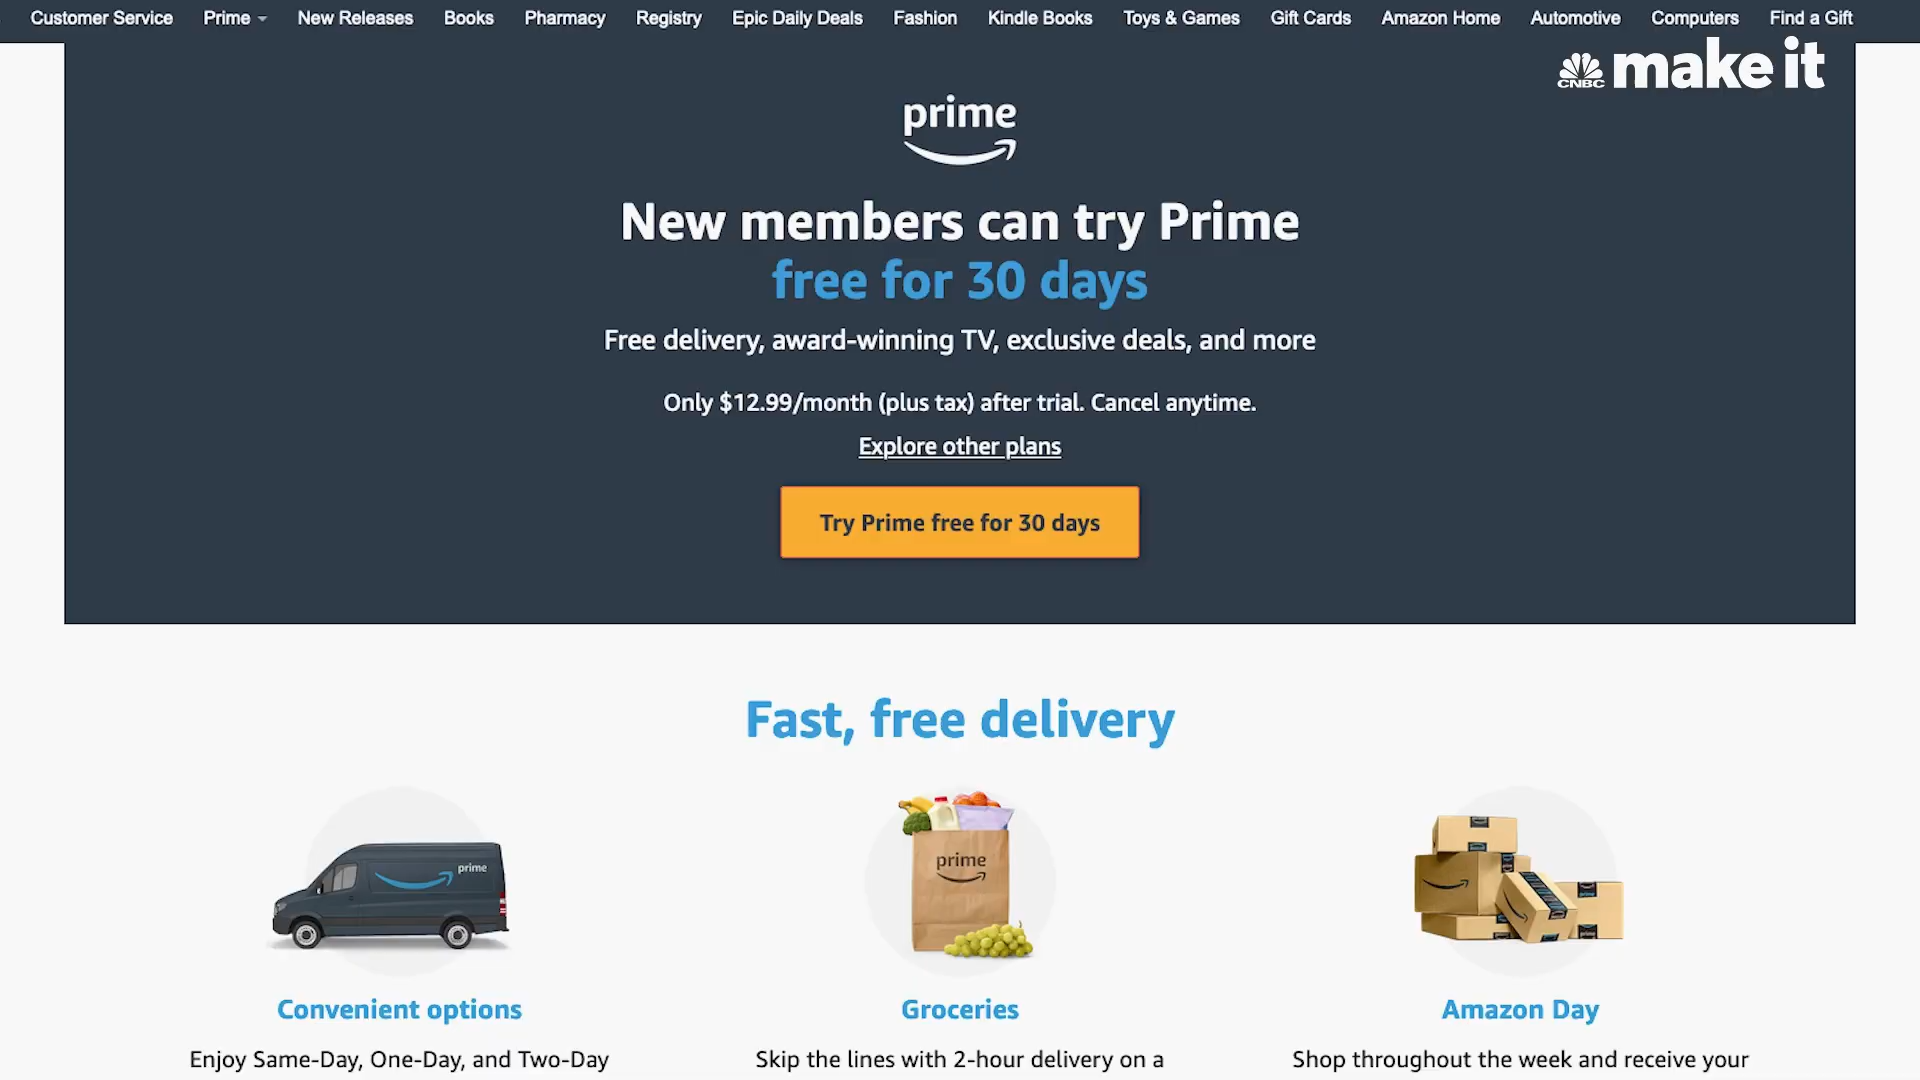 Customer Service Prime New Releases Books Pharmacy Registry Epic Daily Deals Fashion Kindle Books Toys & Games Gift Cards Amazon Home Automotive Computers Find a Gift
CNBC make it
prime
New members can try Prime
free for 30 days
Free delivery, award-winning TV, exclusive deals, and more
Only $12.99/month (plus tax) after trial. Cancel anytime.
Explore other plans
Try Prime free for 30 days
Fast, free delivery
prime
prime
Convenient options
Groceries
Amazon Day
Enjoy Same-Day, One-Day, and Two-Day
Skip the lines with 2-hour delivery on a
Shop throughout the week and receive your